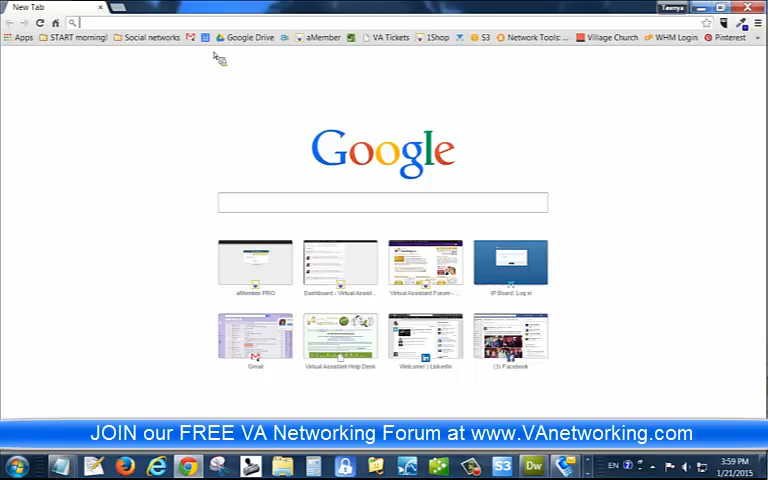 New Tab
Tawnya
Apps START morning! Social networks Google Drive aMember VA Tickets 1Shop S3 Network Tools:... Village Church WHM Login Pinterest »
Google
aMember PRO
Dashboard - Virtual Assist...
Virtual Assistant Forum - ...
IP.Board: Log in
Gmail
Virtual Assistant Help Desk
Welcome! | LinkedIn
(3) Facebook
JOIN our FREE VA Networking Forum at www.VAnetworking.com
S3 Dw EN 3:59 PM
1/21/2015